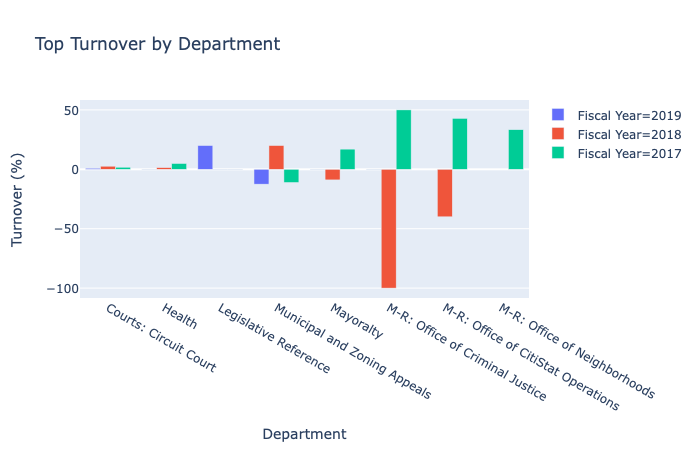 Top Turnover by Department
Fiscal Year=2019
Fiscal Year=2018
Fiscal Year=2017
Turnover (%)
50
0
−50
−100
Courts: Circuit Court
Health
Legislative Reference
Municipal and Zoning Appeals
Mayoralty
M-R: Office of Criminal Justice
M-R: Office of CitiStat Operations
M-R: Office of Neighborhoods
Department